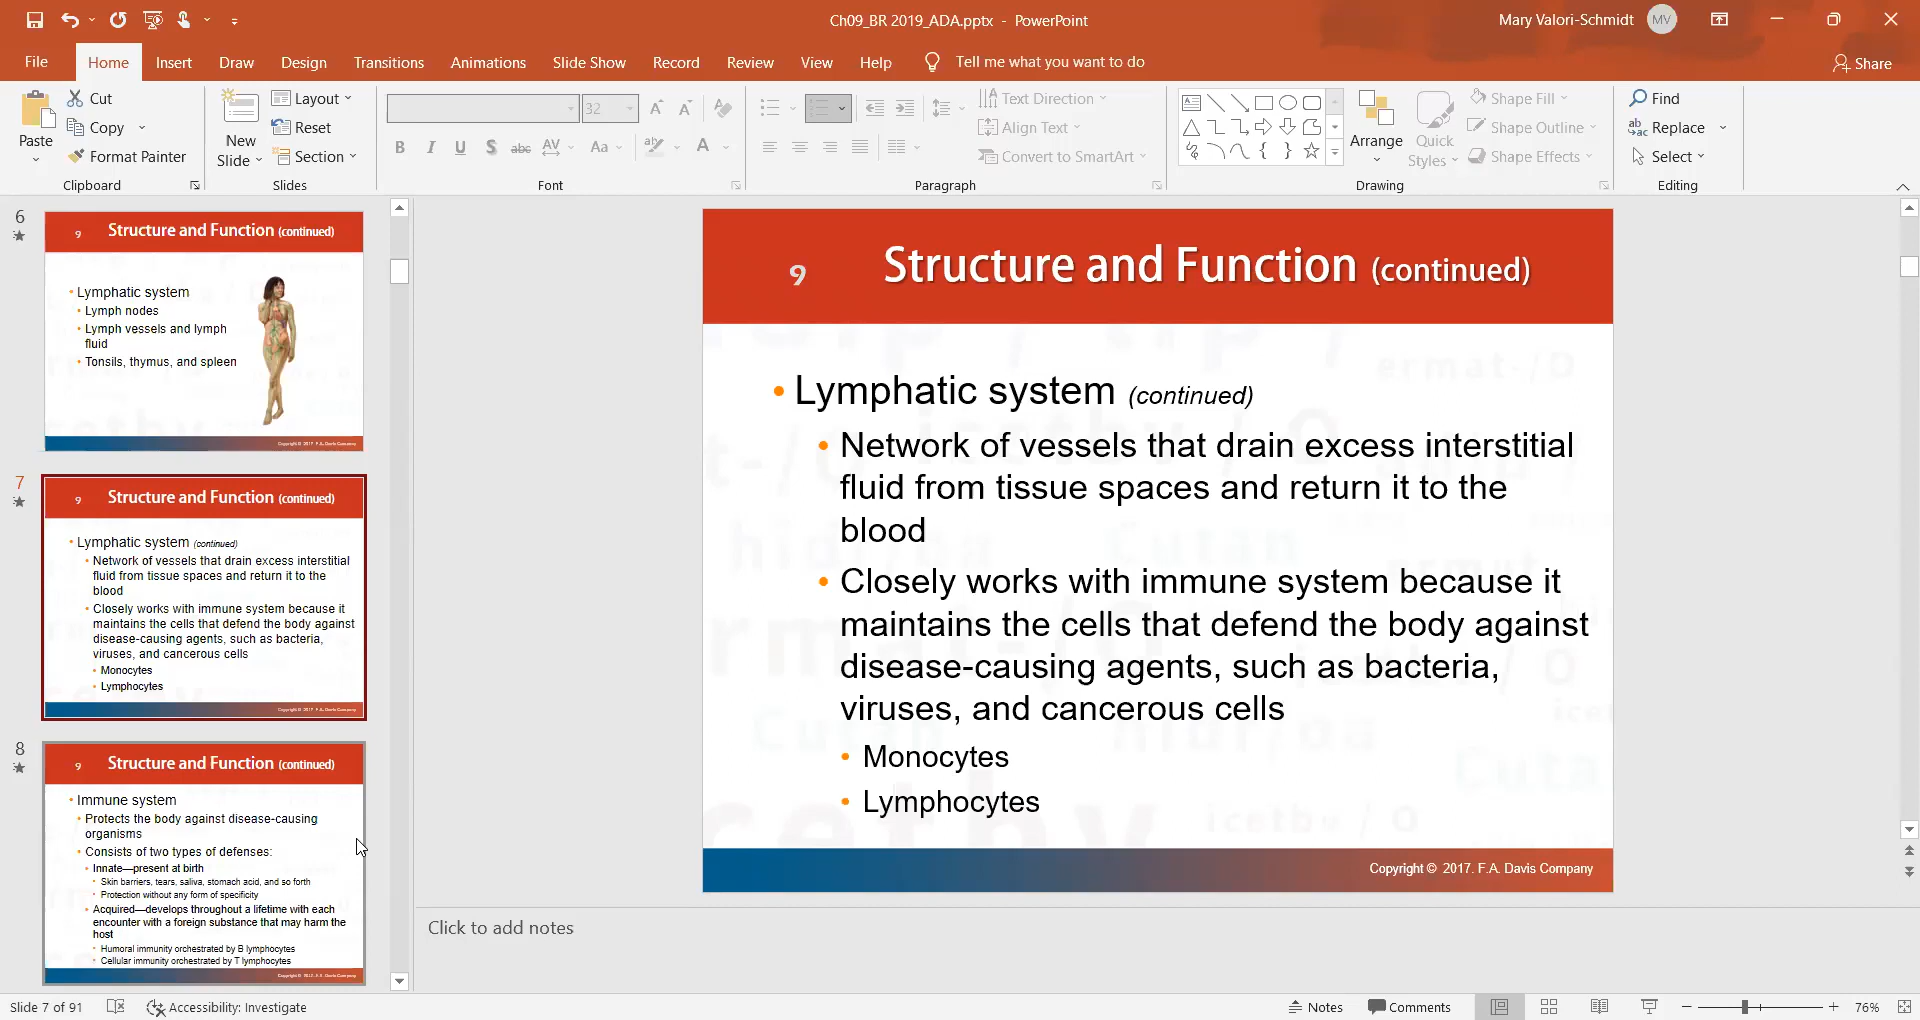 Ch09_BR 2019_ADA.pptx - PowerPoint
Mary Valori-Schmidt MV
File Home Insert Draw Design Transitions Animations Slide Show Record Review View Help Tell me what you want to do Share
Paste
Cut
Copy
Format Painter
Clipboard
New Slide
Layout
Reset
Section
Slides
32
B I U S abc AV Aa ab A
Font
Text Direction
Align Text
Convert to SmartArt
Paragraph
Arrange
Quick Styles
Shape Fill
Shape Outline
Shape Effects
Drawing
Find
Replace
Select
Editing
6
9 Structure and Function (continued)
• Lymphatic system
• Lymph nodes
• Lymph vessels and lymph
fluid
• Tonsils, thymus, and spleen
Copyright © 2017. F.A. Davis Company
7
9 Structure and Function (continued)
• Lymphatic system (continued)
• Network of vessels that drain excess interstitial
fluid from tissue spaces and return it to the
blood
• Closely works with immune system because it
maintains the cells that defend the body against
disease-causing agents, such as bacteria,
viruses, and cancerous cells
• Monocytes
• Lymphocytes
Copyright © 2017. F.A. Davis Company
8
9 Structure and Function (continued)
• Immune system
• Protects the body against disease-causing
organisms
• Consists of two types of defenses:
• Innate—present at birth
• Skin barriers, tears, saliva, stomach acid, and so forth
• Protection without any form of specificity
• Acquired—develops throughout a lifetime with each
encounter with a foreign substance that may harm the
host
• Humoral immunity orchestrated by B lymphocytes
• Cellular immunity orchestrated by T lymphocytes
9 Structure and Function (continued)
• Lymphatic system (continued)
• Network of vessels that drain excess interstitial
fluid from tissue spaces and return it to the
blood
• Closely works with immune system because it
maintains the cells that defend the body against
disease-causing agents, such as bacteria,
viruses, and cancerous cells
• Monocytes
• Lymphocytes
Copyright © 2017. F.A. Davis Company
Click to add notes
Slide 7 of 91 Accessibility: Investigate Notes Comments 76%